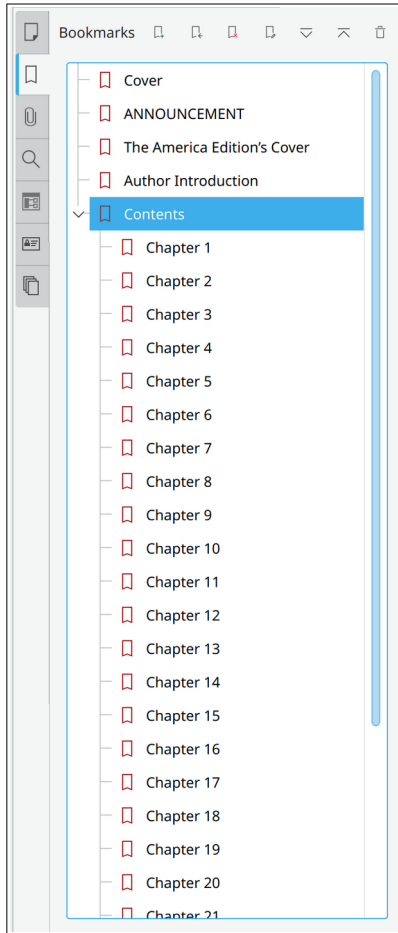 Bookmarks
Cover
ANNOUNCEMENT
The America Edition's Cover
Author Introduction
Contents
Chapter 1
Chapter 2
Chapter 3
Chapter 4
Chapter 5
Chapter 6
Chapter 7
Chapter 8
Chapter 9
Chapter 10
Chapter 11
Chapter 12
Chapter 13
Chapter 14
Chapter 15
Chapter 16
Chapter 17
Chapter 18
Chapter 19
Chapter 20
Chapter 21